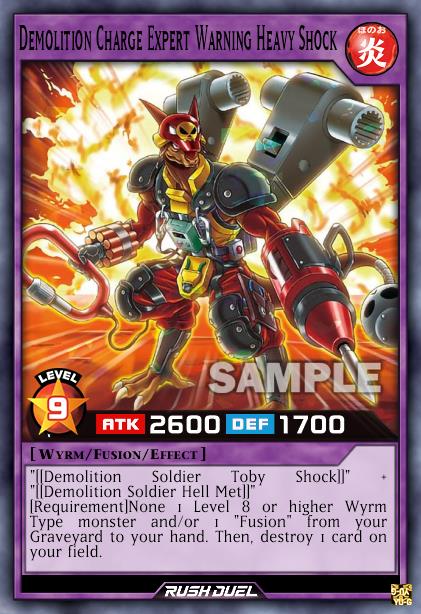 Demolition Charge Expert Warning Heavy Shock
ほのお
炎
SAMPLE
LEVEL
9
ATK 2600 DEF 1700
[ Wyrm/Fusion/Effect ]
"[[Demolition Soldier Toby Shock]]" +
"[[Demolition Soldier Hell Met]]"
[Requirement]None 1 Level 8 or higher Wyrm
Type monster and/or 1 "Fusion" from your
Graveyard to your hand. Then, destroy 1 card on
your field.
RUSH DUEL